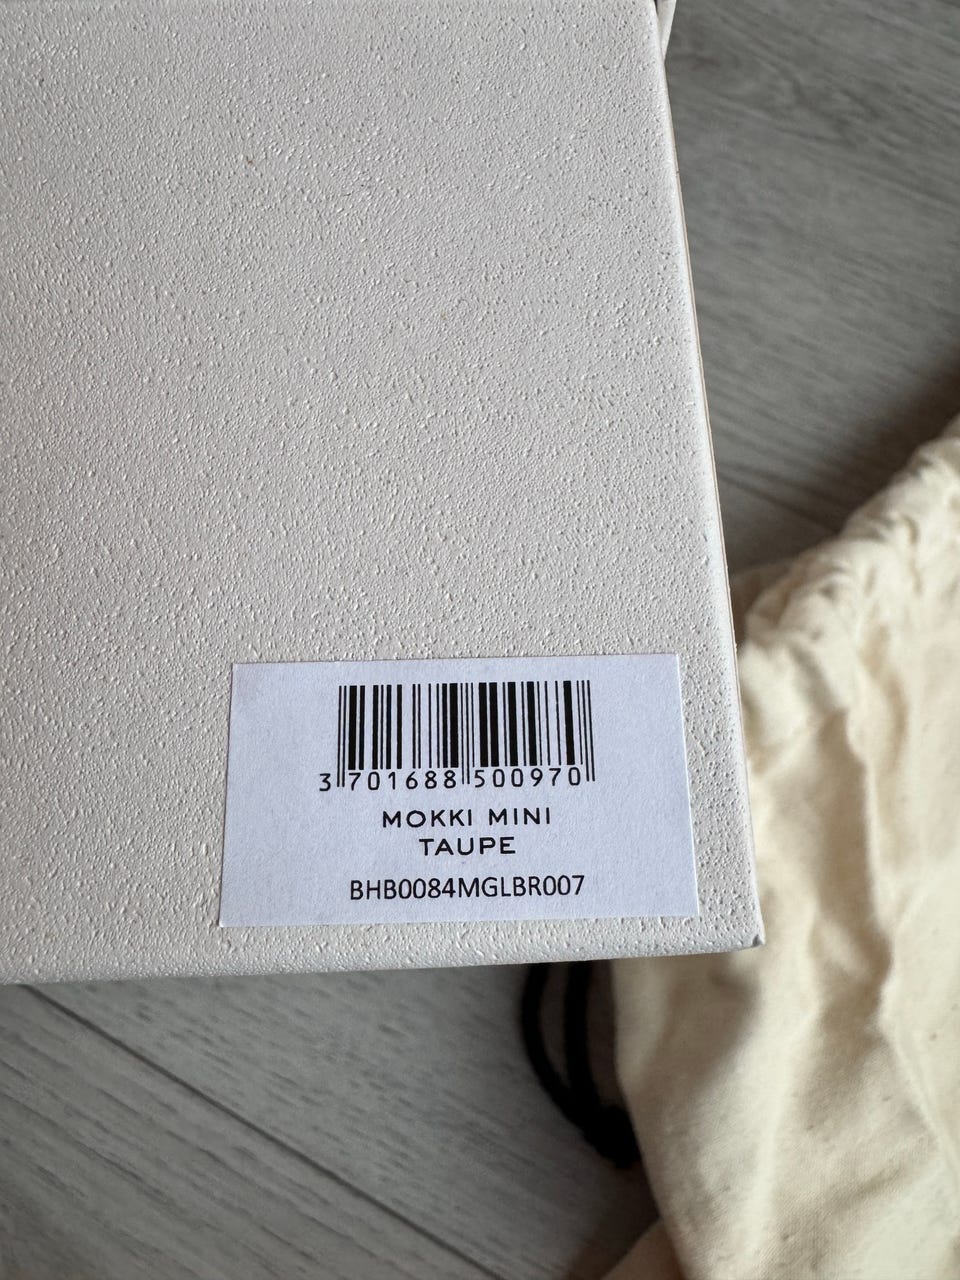 3 701688 500970
MOKKI MINI
TAUPE
BHB0084MGLBR007